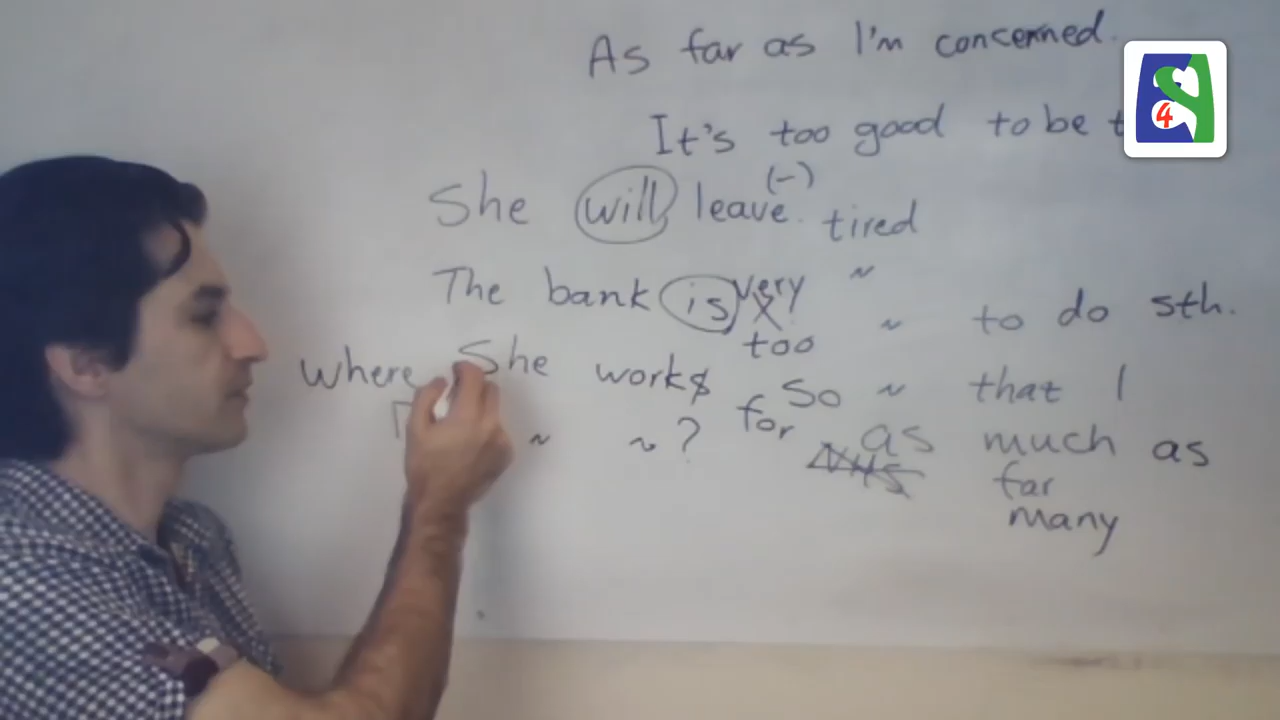 As far as I'm concerned.
It's too good to be t
She will leave. (-) tired
The bank is very ~
too ~ to do sth.
where She works so ~ that I
~ ~? for as much as
far
many
4